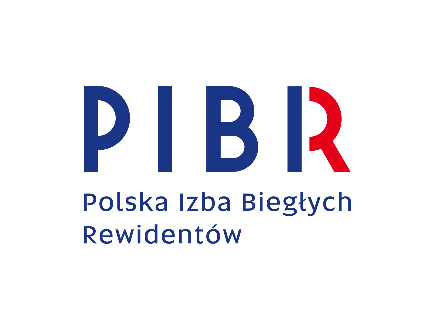 PIBR
Polska Izba Biegłych
Rewidentów